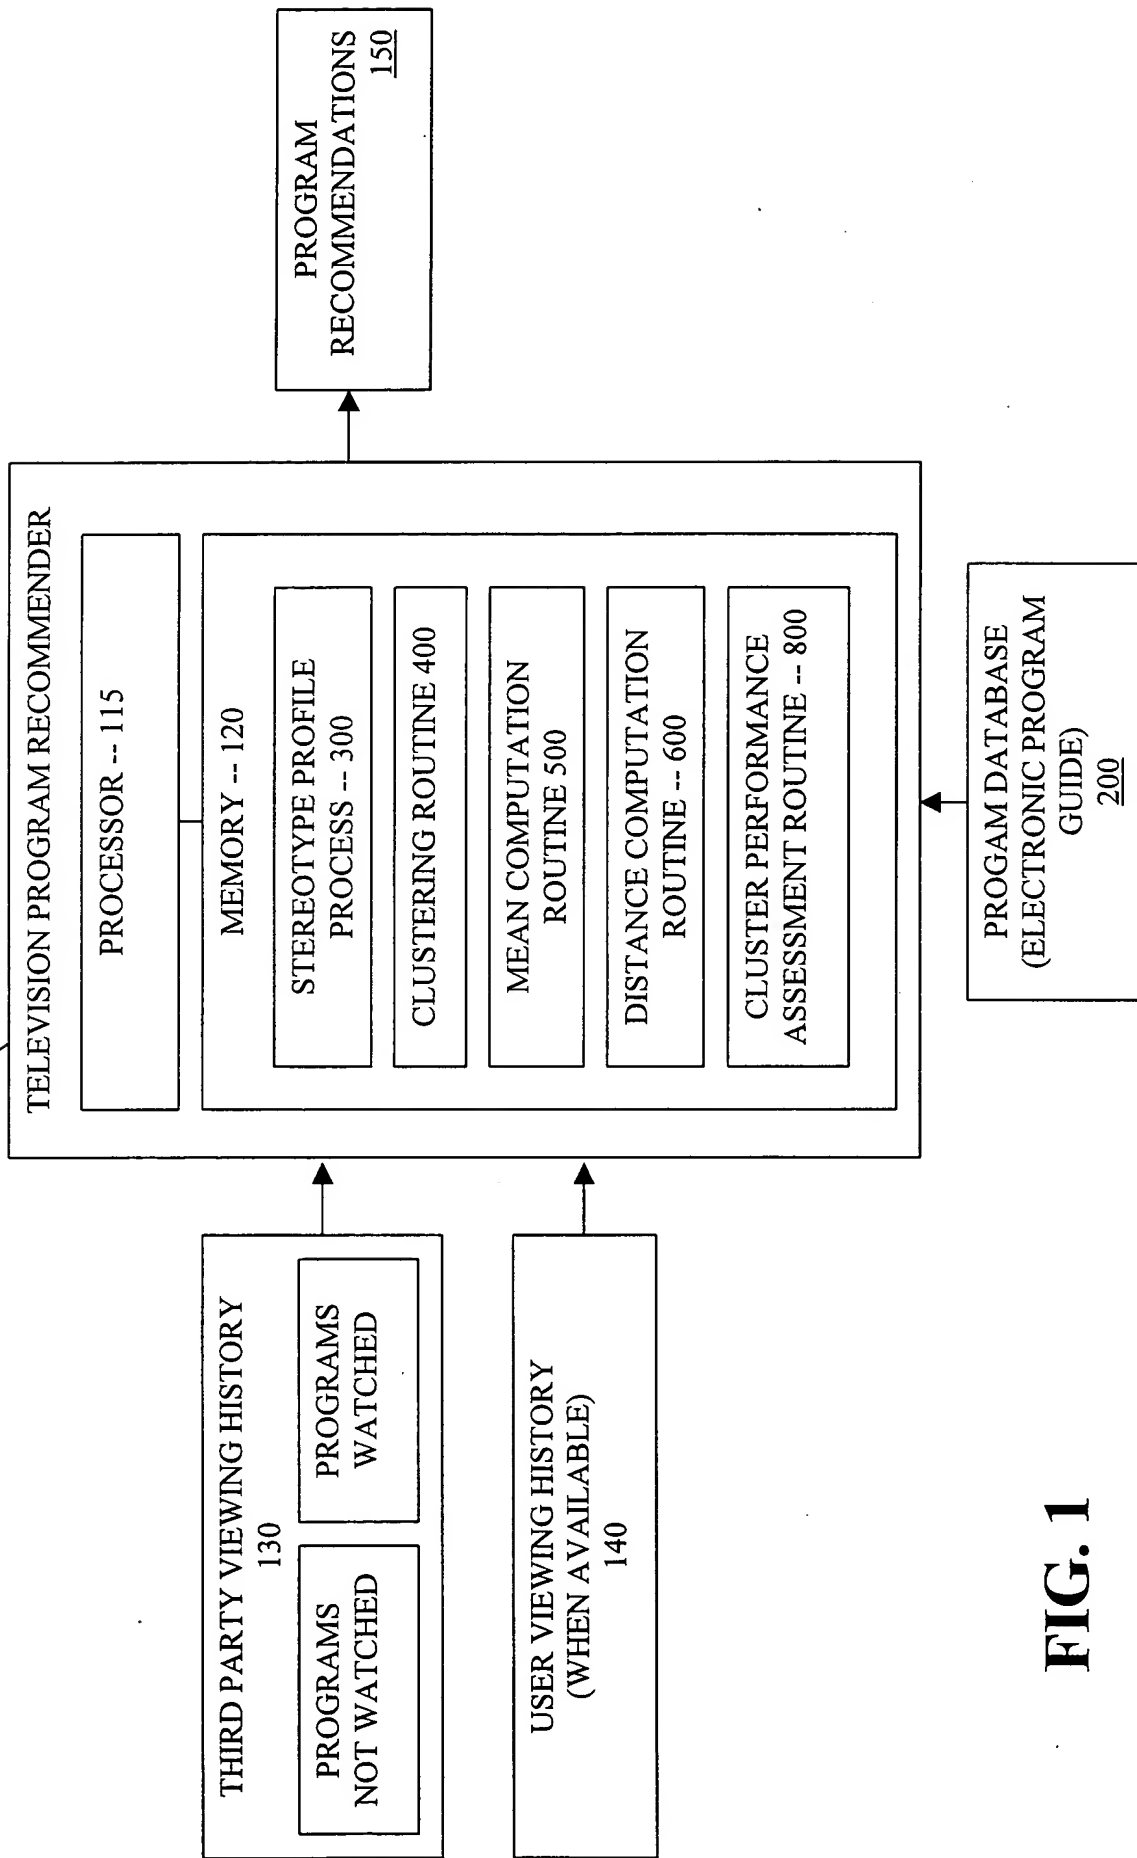 THIRD PARTY VIEWING HISTORY
130
PROGRAMS
NOT WATCHED
PROGRAMS
WATCHED
USER VIEWING HISTORY
(WHEN AVAILABLE)
140
TELEVISION PROGRAM RECOMMENDER
PROCESSOR -- 115
MEMORY -- 120
STEREOTYPE PROFILE
PROCESS -- 300
CLUSTERING ROUTINE 400
MEAN COMPUTATION
ROUTINE 500
DISTANCE COMPUTATION
ROUTINE -- 600
CLUSTER PERFORMANCE
ASSESSMENT ROUTINE -- 800
PROGRAM
RECOMMENDATIONS
150
PROGAM DATABASE
(ELECTRONIC PROGRAM
GUIDE)
200
FIG. 1